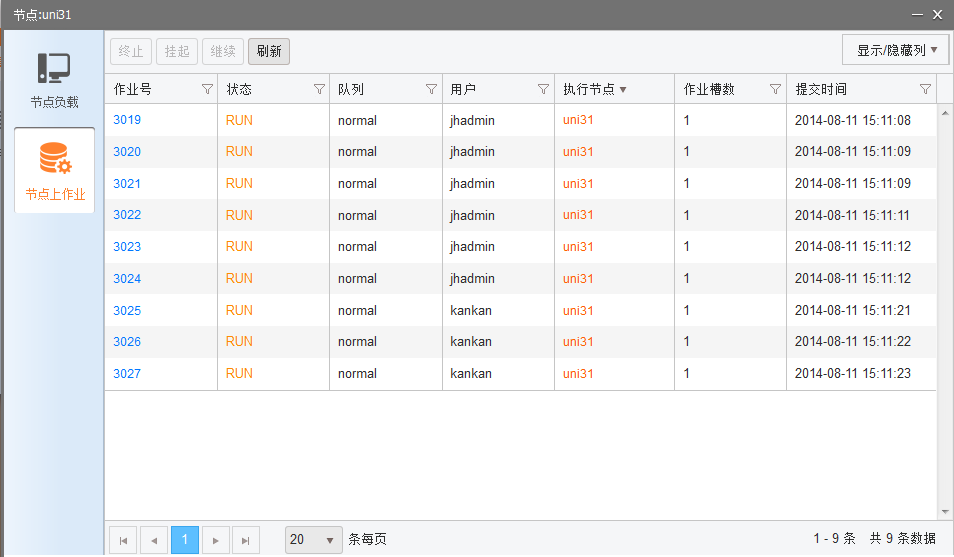 节点:uni31
节点负载
节点上作业
终止 挂起 继续 刷新 显示/隐藏列
作业号 状态 队列 用户 执行节点 作业槽数 提交时间
3019 RUN normal jhadmin uni31 1 2014-08-11 15:11:08
3020 RUN normal jhadmin uni31 1 2014-08-11 15:11:09
3021 RUN normal jhadmin uni31 1 2014-08-11 15:11:09
3022 RUN normal jhadmin uni31 1 2014-08-11 15:11:11
3023 RUN normal jhadmin uni31 1 2014-08-11 15:11:12
3024 RUN normal jhadmin uni31 1 2014-08-11 15:11:12
3025 RUN normal kankan uni31 1 2014-08-11 15:11:21
3026 RUN normal kankan uni31 1 2014-08-11 15:11:22
3027 RUN normal kankan uni31 1 2014-08-11 15:11:23
1 20 条每页 1 - 9 条 共 9 条数据